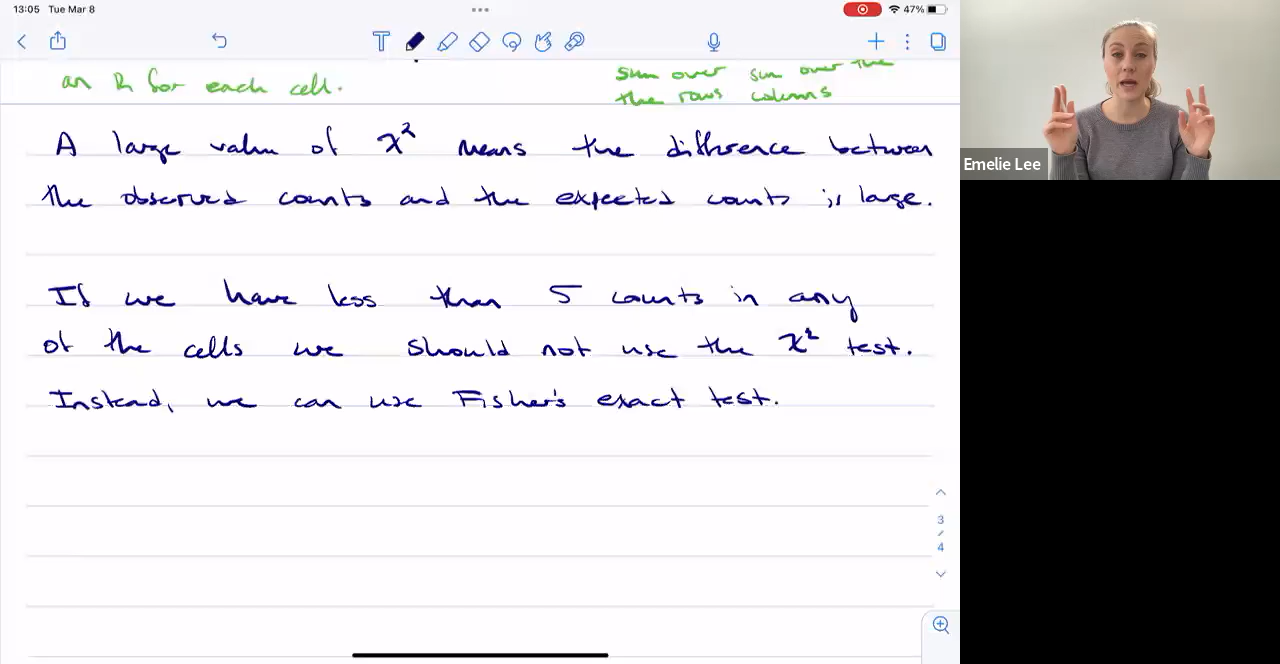 13:05 Tue Mar 8
47%
T
an R for each cell.
sum over sum over the
the rows columns
A large value of χ² means the difference between
the observed counts and the expected counts is large.
If we have less than 5 counts in any
of the cells we should not use the χ² test.
Instead, we can use Fisher's exact test.
3
/
4
Emelie Lee